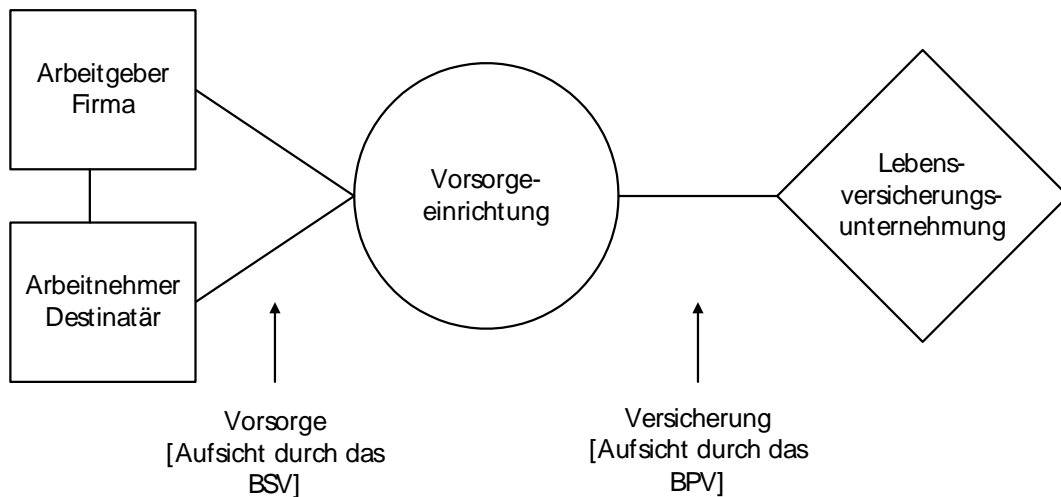 Arbeitgeber
Firma
Arbeitnehmer
Destinatär
Vorsorge-
einrichtung
Lebens-
versicherungs-
unternehmung
Vorsorge
[Aufsicht durch das
BSV]
Versicherung
[Aufsicht durch das
BPV]